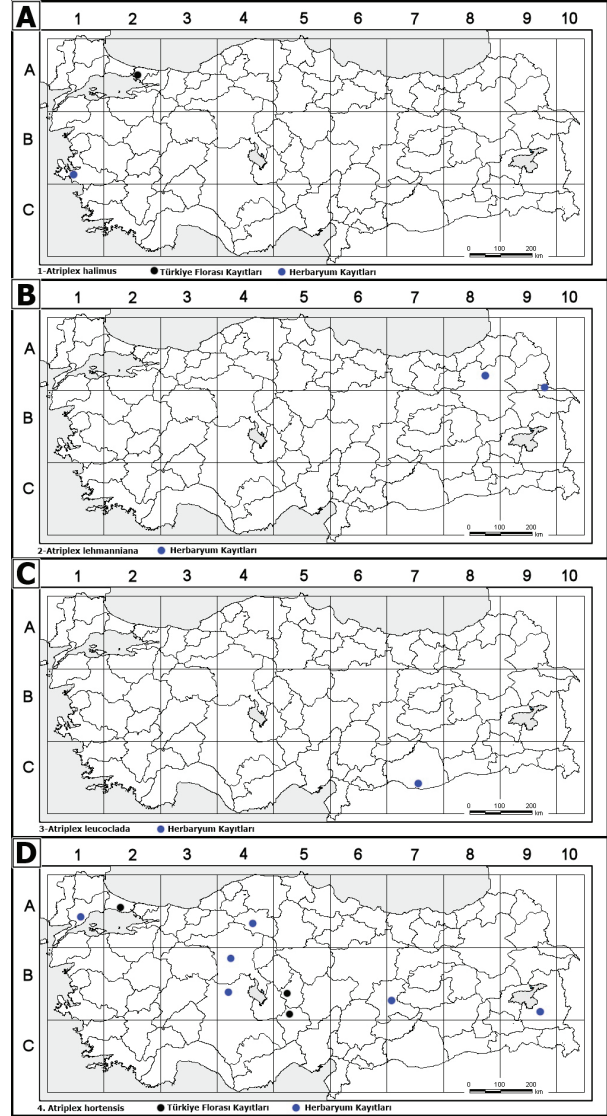 A
1 2 3 4 5 6 7 8 9 10
A
B
C
0 100 200
km
1-Atriplex halimus ● Türkiye Florası Kayıtları ● Herbaryum Kayıtları
B
1 2 3 4 5 6 7 8 9 10
A
B
C
0 100 200
km
2-Atriplex lehmanniana ● Herbaryum Kayıtları
C
1 2 3 4 5 6 7 8 9 10
A
B
C
0 100 200
km
3-Atriplex leucoclada ● Herbaryum Kayıtları
D
1 2 3 4 5 6 7 8 9 10
A
B
C
0 100 200
km
4. Atriplex hortensis ● Türkiye Florası Kayıtları ● Herbaryum Kayıtları